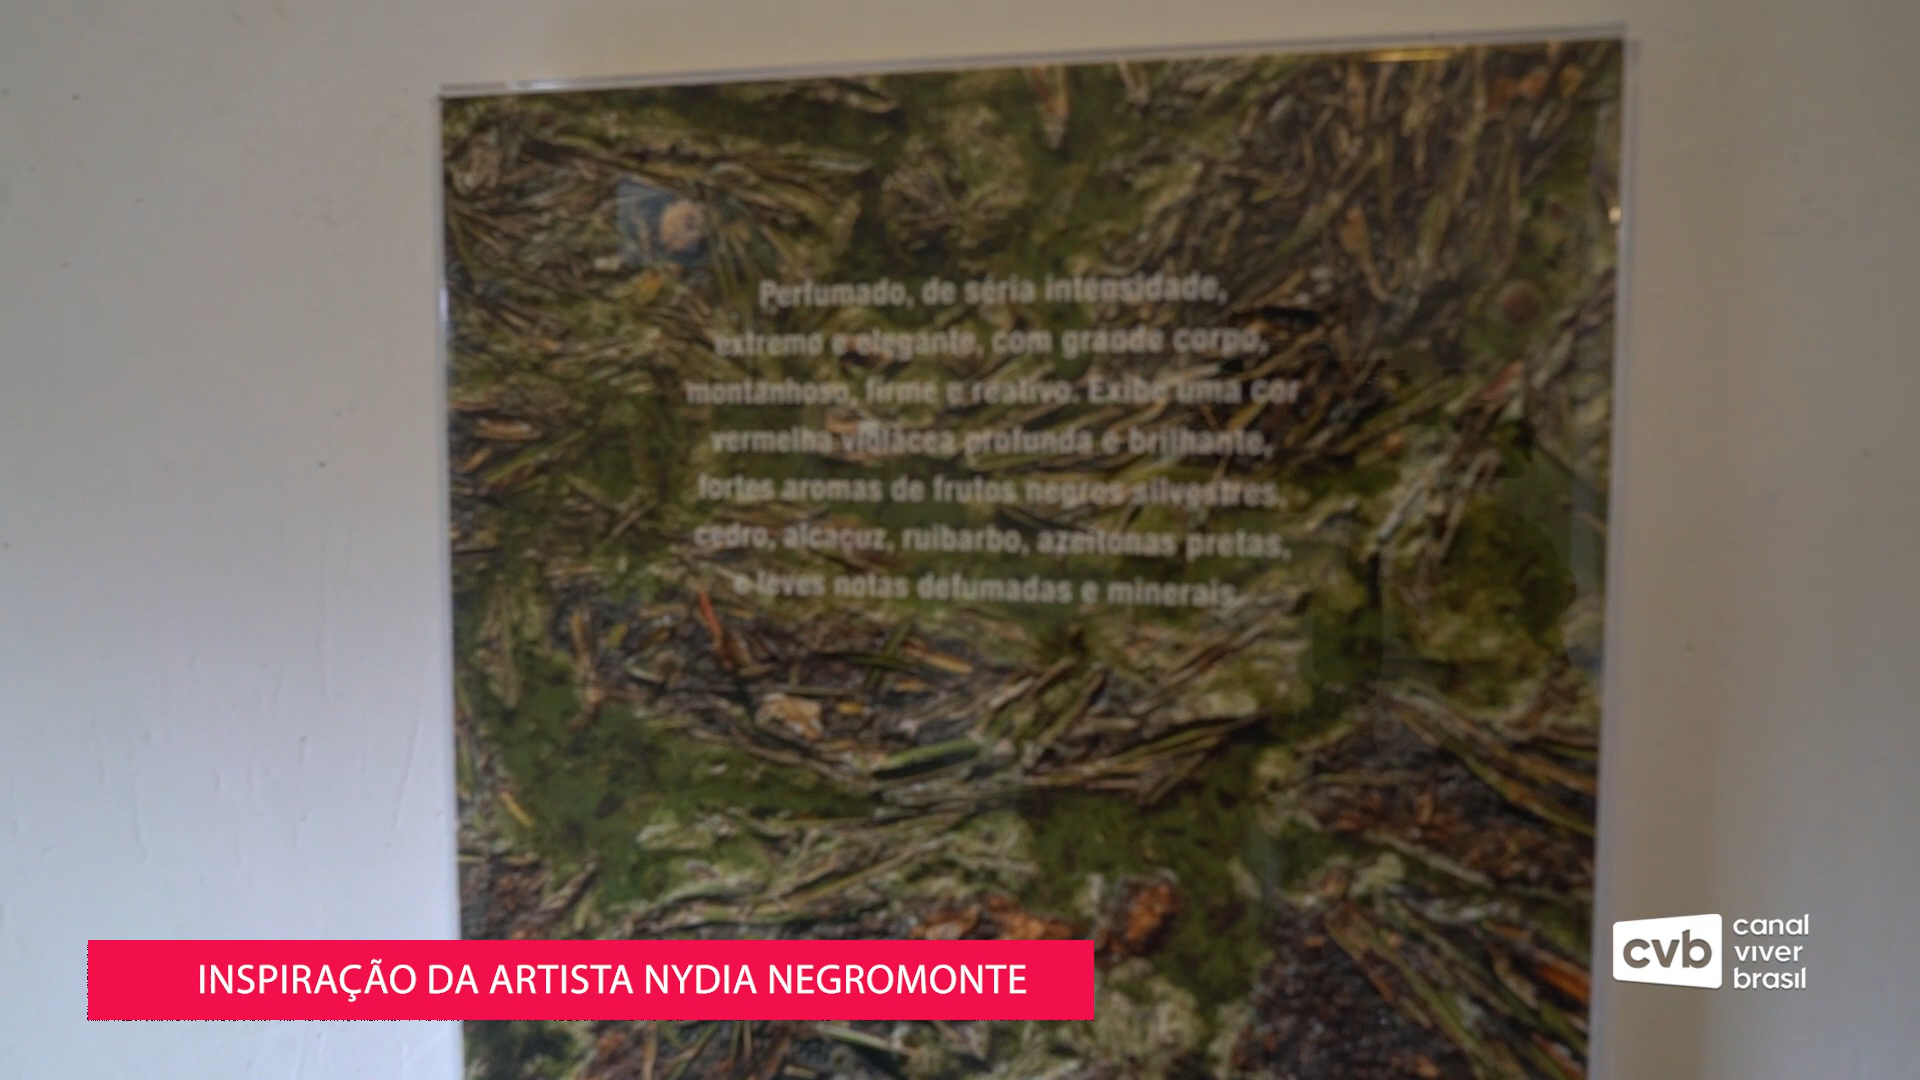 Perfumado, de séria intensidade,
extremo e elegante, com grande corpo,
montanhoso, firme e reativo. Exibe uma cor
vermelha violácea profunda e brilhante,
fortes aromas de frutos negros silvestres,
cedro, alcaçuz, ruibarbo, azeitonas pretas,
e leves notas defumadas e minerais.
INSPIRAÇÃO DA ARTISTA NYDIA NEGROMONTE
cvb
canal
viver
brasil